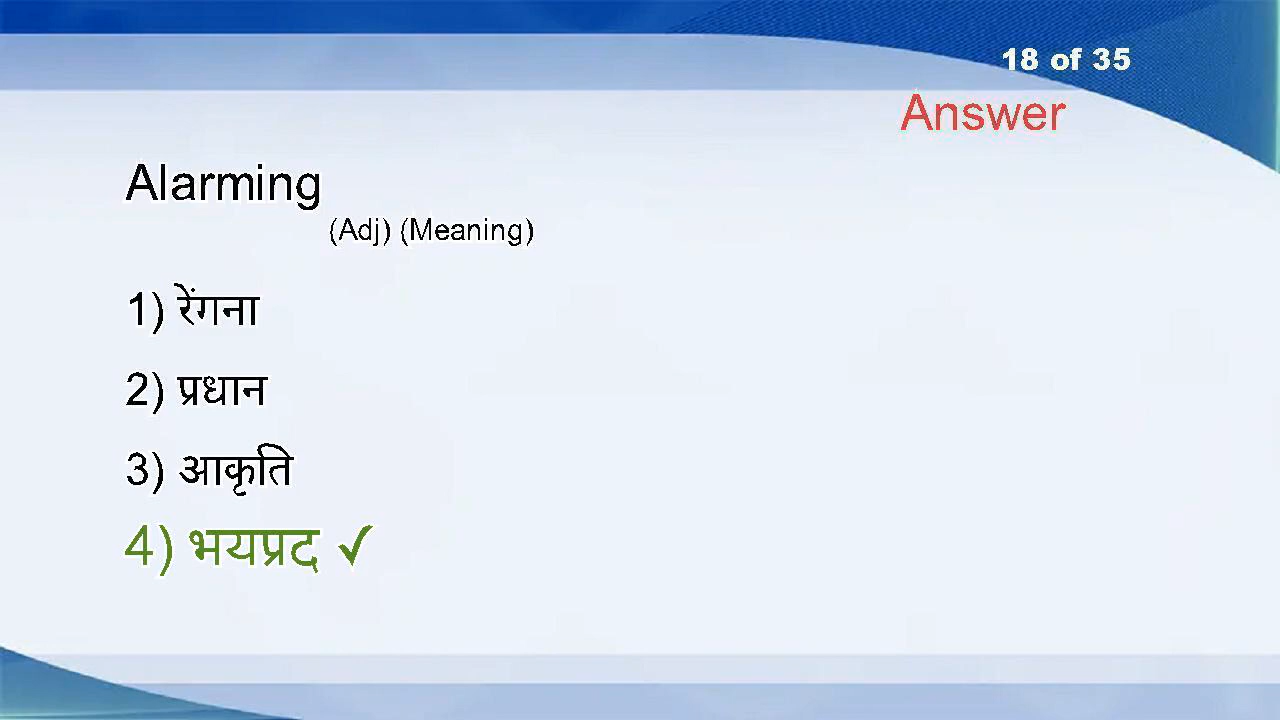 18 of 35
Answer
Alarming
(Adj) (Meaning)
1) रेंगना
2) प्रधान
3) आकृति
4) भयप्रद ✓